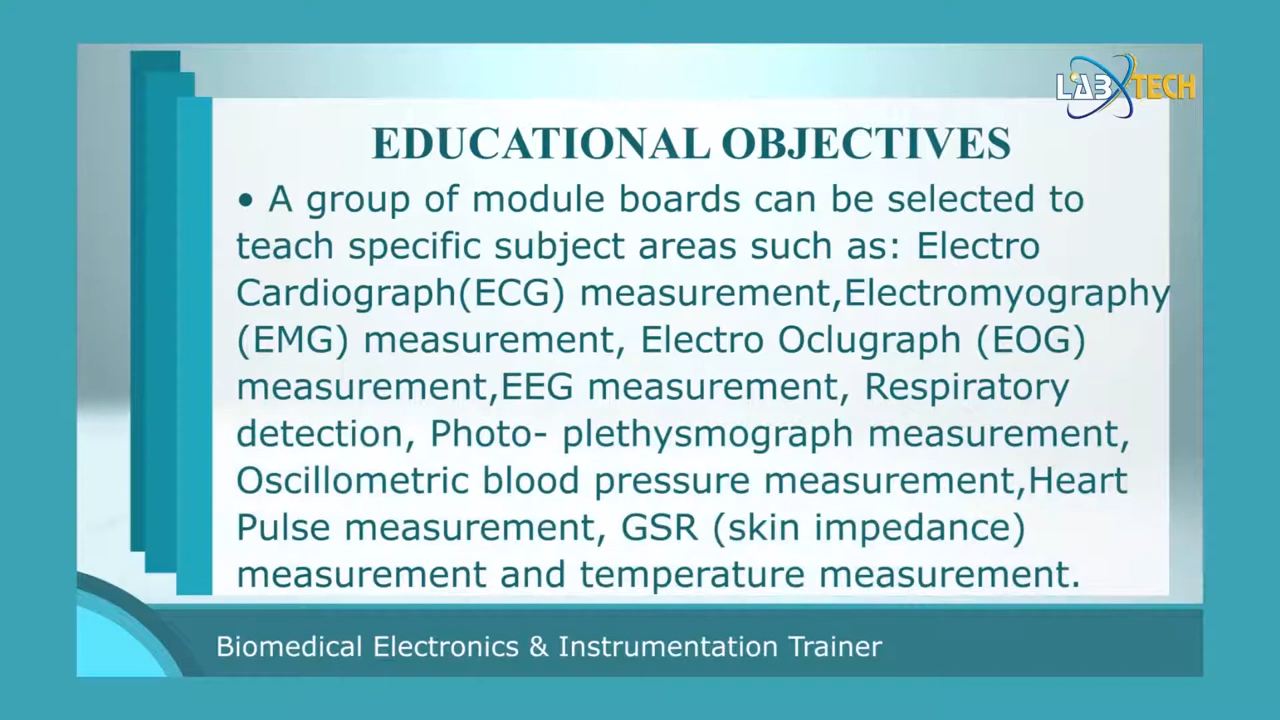 LABXTECH
EDUCATIONAL OBJECTIVES
• A group of module boards can be selected to
teach specific subject areas such as: Electro
Cardiograph(ECG) measurement,Electromyography
(EMG) measurement, Electro Oclugraph (EOG)
measurement,EEG measurement, Respiratory
detection, Photo- plethysmograph measurement,
Oscillometric blood pressure measurement,Heart
Pulse measurement, GSR (skin impedance)
measurement and temperature measurement.
Biomedical Electronics & Instrumentation Trainer